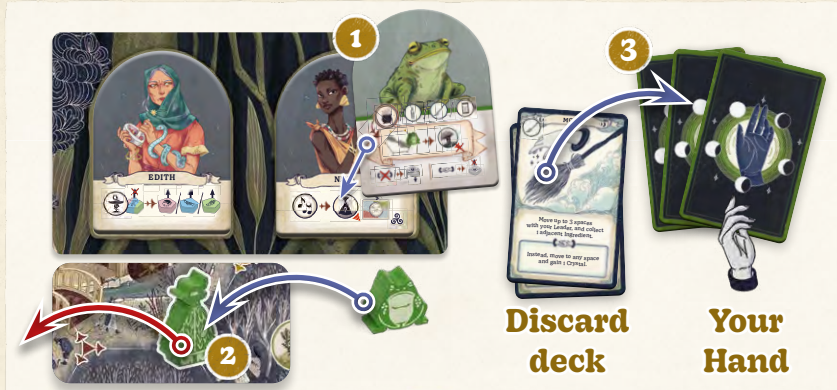 1
EDITH
N
3
MO
Move up to 3 spaces
with your Leader, and collect
1 adjacent Ingredient.
Instead, move to any space
and gain 1 Crystal.
2
Discard
deck
Your
Hand